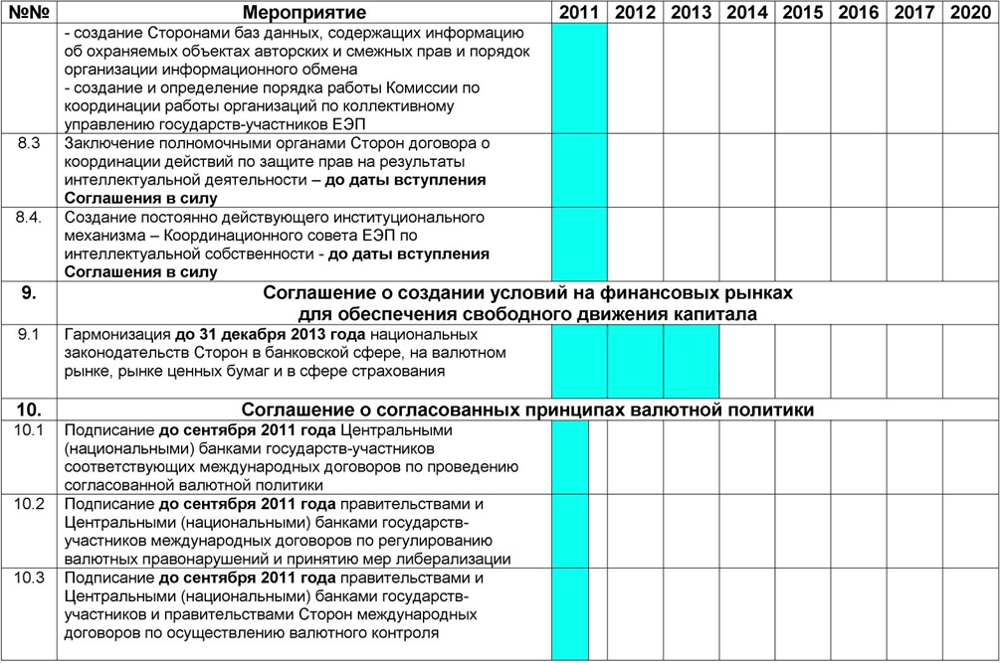 №№ Мероприятие 2011 2012 2013 2014 2015 2016 2017 2020
- создание Сторонами баз данных, содержащих информацию
об охраняемых объектах авторских и смежных прав и порядок
организации информационного обмена
- создание и определение порядка работы Комиссии по
координации работы организаций по коллективному
управлению государств-участников ЕЭП
8.3 Заключение полномочными органами Сторон договора о
координации действий по защите прав на результаты
интеллектуальной деятельности – до даты вступления
Соглашения в силу
8.4. Создание постоянно действующего институционального
механизма – Координационного совета ЕЭП по
интеллектуальной собственности - до даты вступления
Соглашения в силу
9. Соглашение о создании условий на финансовых рынках
для обеспечения свободного движения капитала
9.1 Гармонизация до 31 декабря 2013 года национальных
законодательств Сторон в банковской сфере, на валютном
рынке, рынке ценных бумаг и в сфере страхования
10. Соглашение о согласованных принципах валютной политики
10.1 Подписание до сентября 2011 года Центральными
(национальными) банками государств-участников
соответствующих международных договоров по проведению
согласованной валютной политики
10.2 Подписание до сентября 2011 года правительствами и
Центральными (национальными) банками государств-
участников международных договоров по регулированию
валютных правонарушений и принятию мер либерализации
10.3 Подписание до сентября 2011 года правительствами и
Центральными (национальными) банками государств-
участников и правительствами Сторон международных
договоров по осуществлению валютного контроля